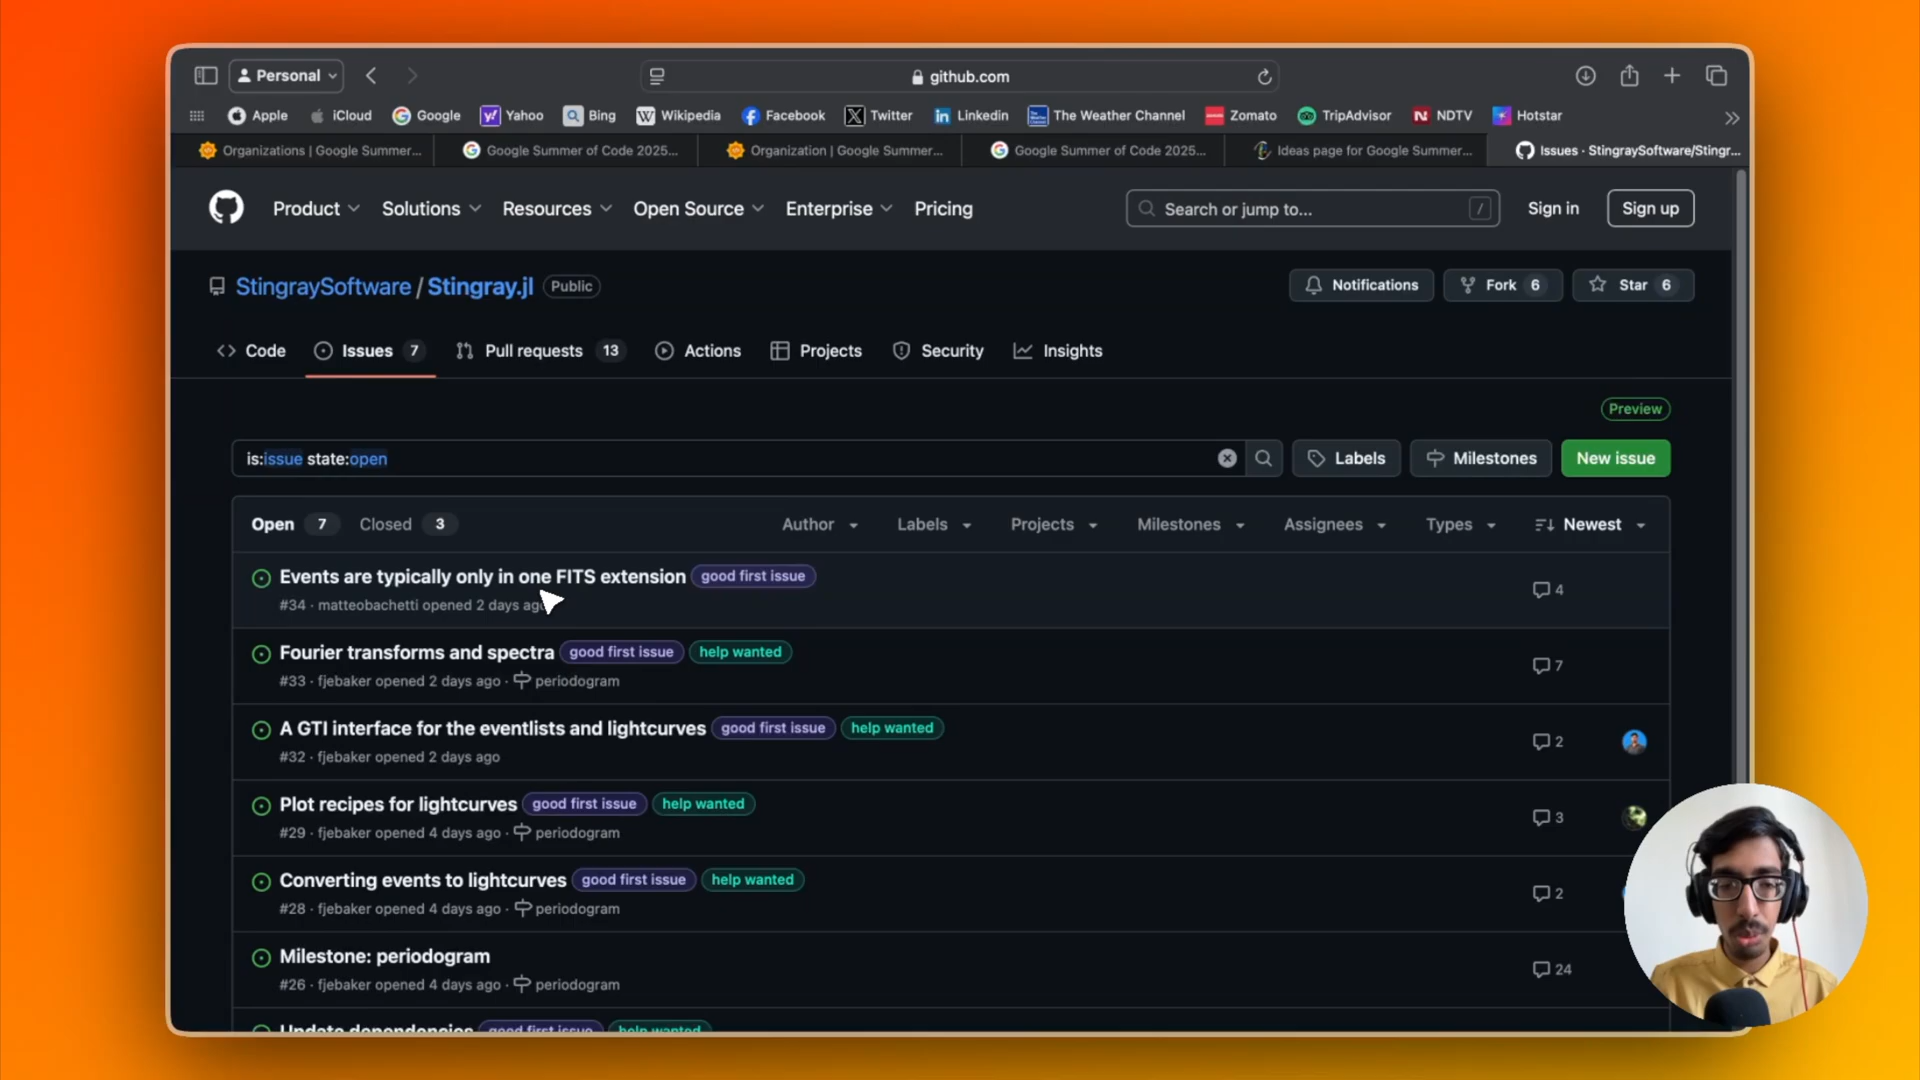 Personal
github.com
Apple iCloud Google Yahoo Bing Wikipedia Facebook Twitter Linkedin The Weather Channel Zomato TripAdvisor NDTV Hotstar
Organizations | Google Summer... Google Summer of Code 2025... Organization | Google Summer... Google Summer of Code 2025... Ideas page for Google Summer... Issues · StingraySoftware/Stingr...
Product Solutions Resources Open Source Enterprise Pricing Search or jump to... / Sign in Sign up
StingraySoftware / Stingray.jl Public Notifications Fork 6 Star 6
Code Issues 7 Pull requests 13 Actions Projects Security Insights
Preview
is:issue state:open Labels Milestones New issue
Open 7 Closed 3 Author Labels Projects Milestones Assignees Types Newest
Events are typically only in one FITS extension good first issue 4
#34 · matteobachetti opened 2 days ago
Fourier transforms and spectra good first issue help wanted 7
#33 · fjebaker opened 2 days ago · periodogram
A GTI interface for the eventlists and lightcurves good first issue help wanted 2
#32 · fjebaker opened 2 days ago
Plot recipes for lightcurves good first issue help wanted 3
#29 · fjebaker opened 4 days ago · periodogram
Converting events to lightcurves good first issue help wanted 2
#28 · fjebaker opened 4 days ago · periodogram
Milestone: periodogram 24
#26 · fjebaker opened 4 days ago · periodogram
Update dependencies good first issue help wanted